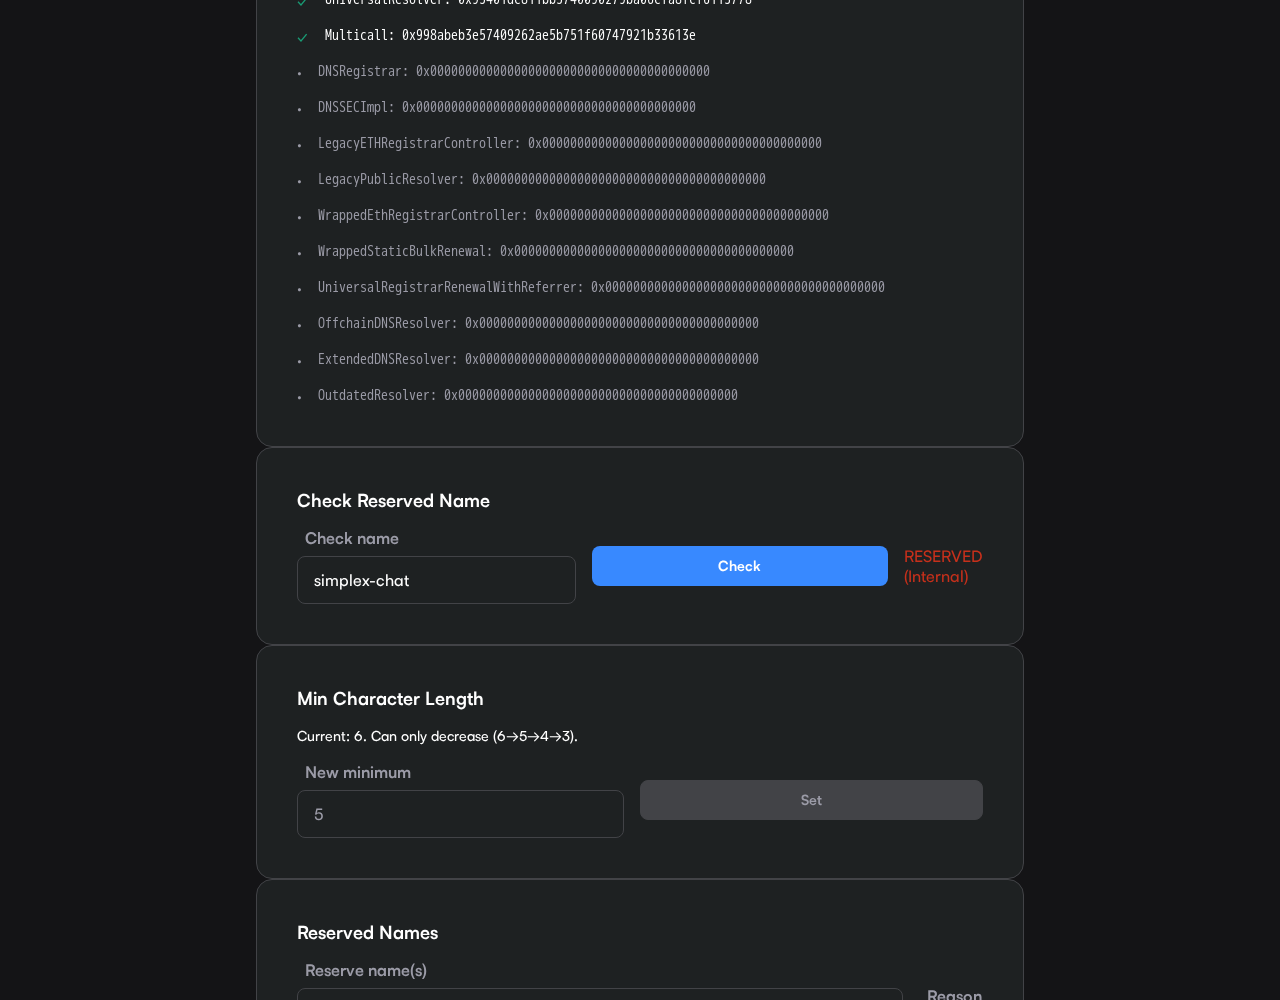 Multicall: 0x998abeb3e57409262ae5b751f60747921b33613e
DNSRegistrar: 0x0000000000000000000000000000000000000000
DNSSECImpl: 0x0000000000000000000000000000000000000000
LegacyETHRegistrarController: 0x0000000000000000000000000000000000000000
LegacyPublicResolver: 0x0000000000000000000000000000000000000000
WrappedEthRegistrarController: 0x0000000000000000000000000000000000000000
WrappedStaticBulkRenewal: 0x0000000000000000000000000000000000000000
UniversalRegistrarRenewalWithReferrer: 0x0000000000000000000000000000000000000000
OffchainDNSResolver: 0x0000000000000000000000000000000000000000
ExtendedDNSResolver: 0x0000000000000000000000000000000000000000
OutdatedResolver: 0x0000000000000000000000000000000000000000
Check Reserved Name
Check name
simplex-chat
Check
RESERVED
(Internal)
Min Character Length
Current: 6. Can only decrease (6→5→4→3).
New minimum
5
Set
Reserved Names
Reserve name(s)
Reason